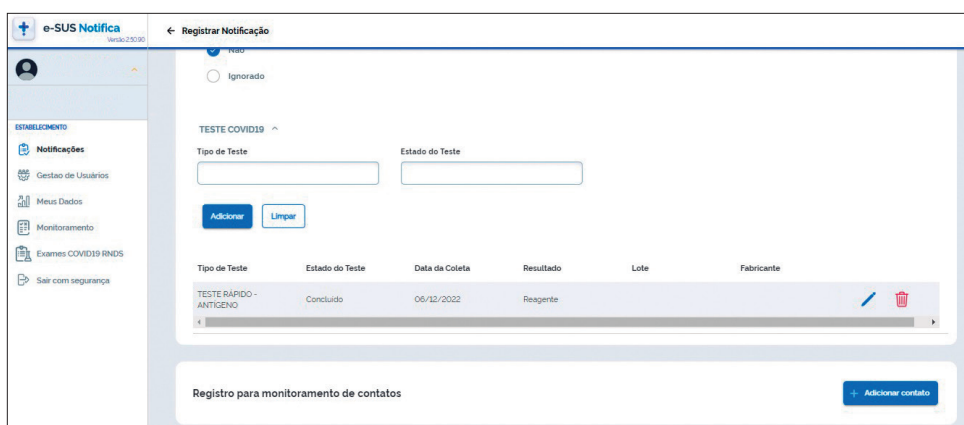 e-SUS Notifica
Versão 2.50.90
← Registrar Notificação
Não
Ignorado
ESTABELECIMENTO
Notificações
Gestao de Usuários
Meus Dados
Monitoramento
Exames COVID19 RNDS
Sair com segurança
TESTE COVID19
Tipo de Teste Estado do Teste
Adicionar Limpar
Tipo de Teste Estado do Teste Data da Coleta Resultado Lote Fabricante
TESTE RÁPIDO -
ANTÍGENO
Concluído 06/12/2022 Reagente
Registro para monitoramento de contatos
+ Adicionar contato